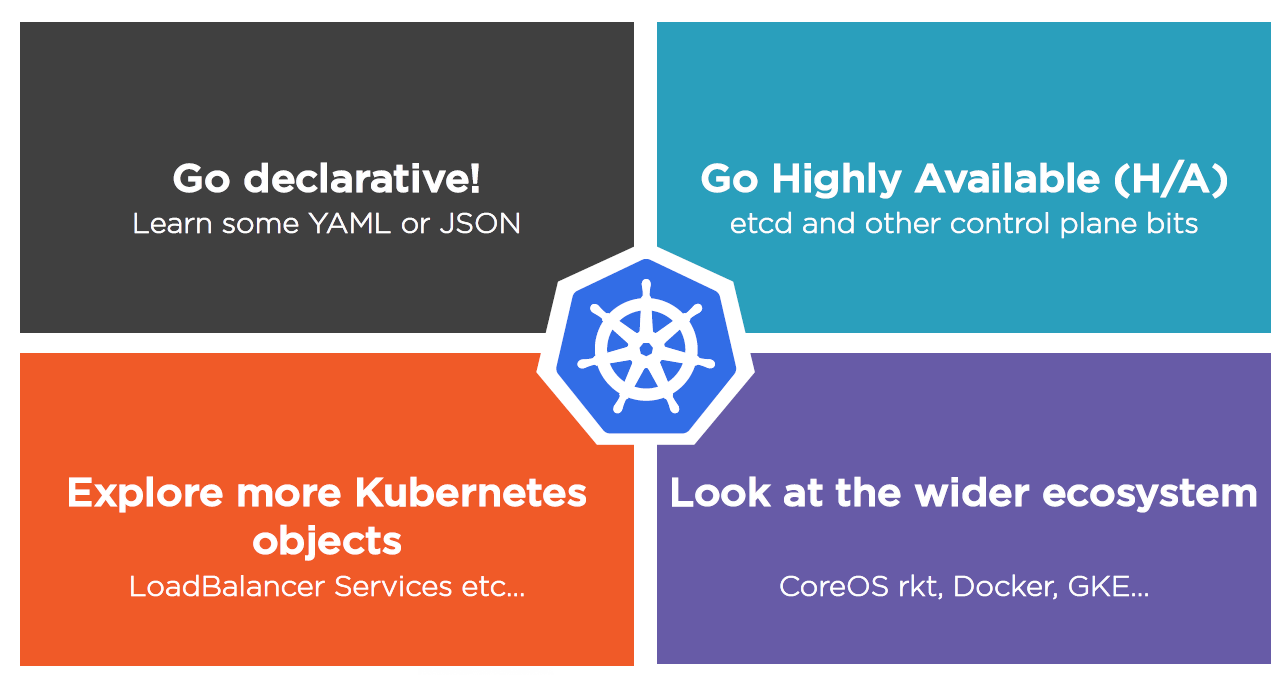 Go declarative!
Learn some YAML or JSON
Go Highly Available (H/A)
etcd and other control plane bits
Explore more Kubernetes
objects
LoadBalancer Services etc...
Look at the wider ecosystem
CoreOS rkt, Docker, GKE...